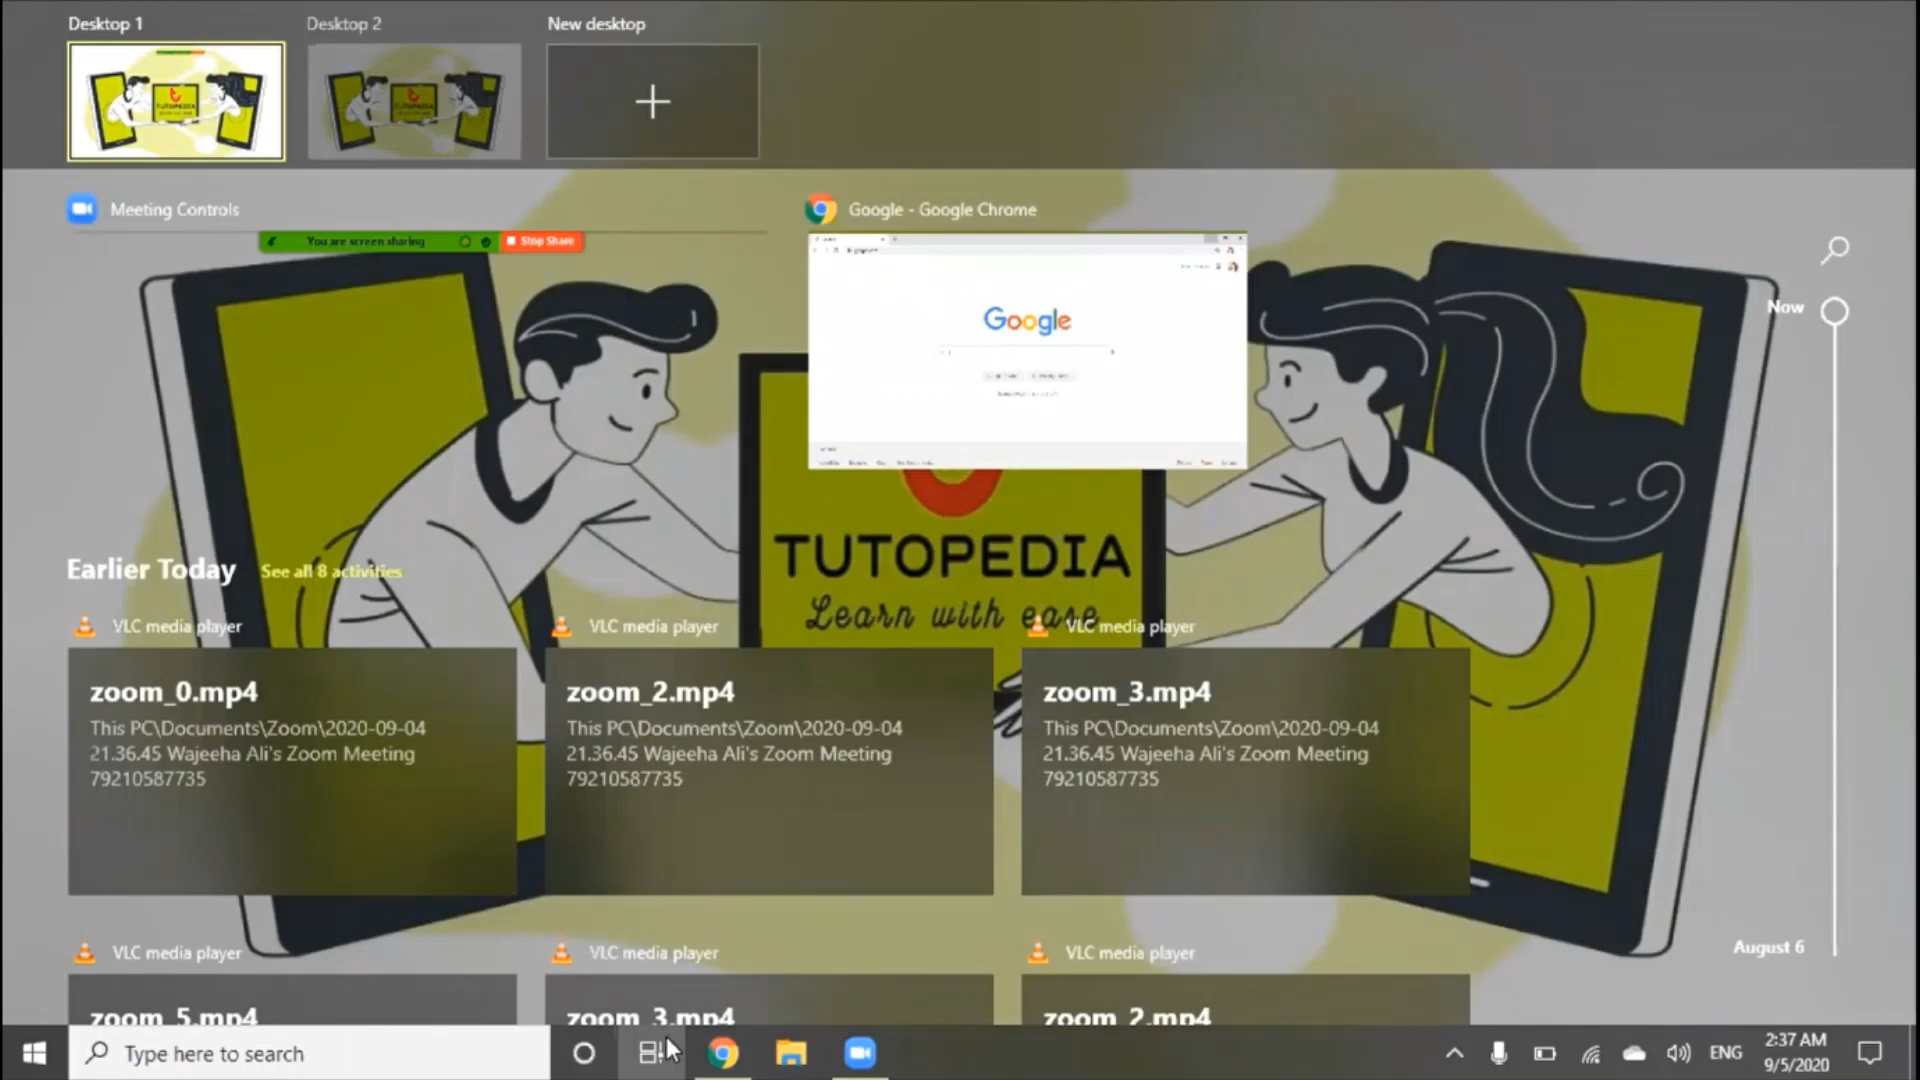 Desktop 1
Desktop 2
New desktop
TUTOPEDIA
TUTOPEDIA
Meeting Controls
Google - Google Chrome
You are screen sharing
Stop Share
Google
Now
TUTOPEDIA
Learn with ease
Earlier Today
See all 8 activities
VLC media player
VLC media player
VLC media player
zoom_0.mp4
This PC\Documents\Zoom\2020-09-04
21.36.45 Wajeeha Ali's Zoom Meeting
79210587735
zoom_2.mp4
This PC\Documents\Zoom\2020-09-04
21.36.45 Wajeeha Ali's Zoom Meeting
79210587735
zoom_3.mp4
This PC\Documents\Zoom\2020-09-04
21.36.45 Wajeeha Ali's Zoom Meeting
79210587735
August 6
VLC media player
VLC media player
VLC media player
zoom_5.mp4
zoom_3.mp4
zoom_2.mp4
Type here to search
ENG
2:37 AM
9/5/2020